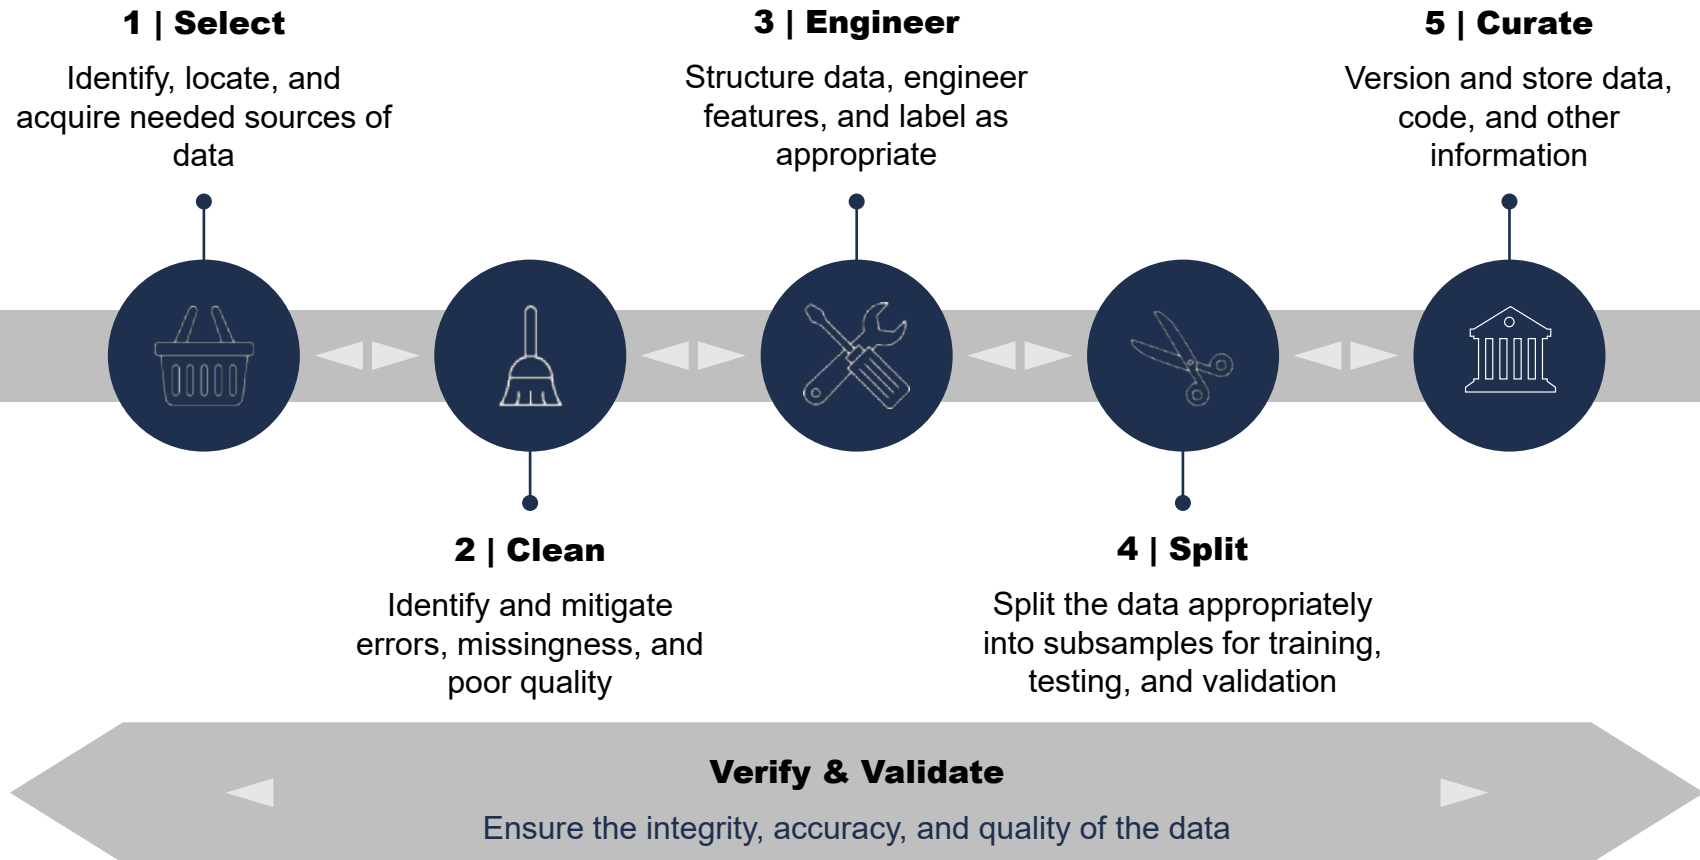 1 | Select
Identify, locate, and
acquire needed sources of
data
3 | Engineer
Structure data, engineer
features, and label as
appropriate
5 | Curate
Version and store data,
code, and other
information
2 | Clean
Identify and mitigate
errors, missingness, and
poor quality
4 | Split
Split the data appropriately
into subsamples for training,
testing, and validation
Verify & Validate
Ensure the integrity, accuracy, and quality of the data